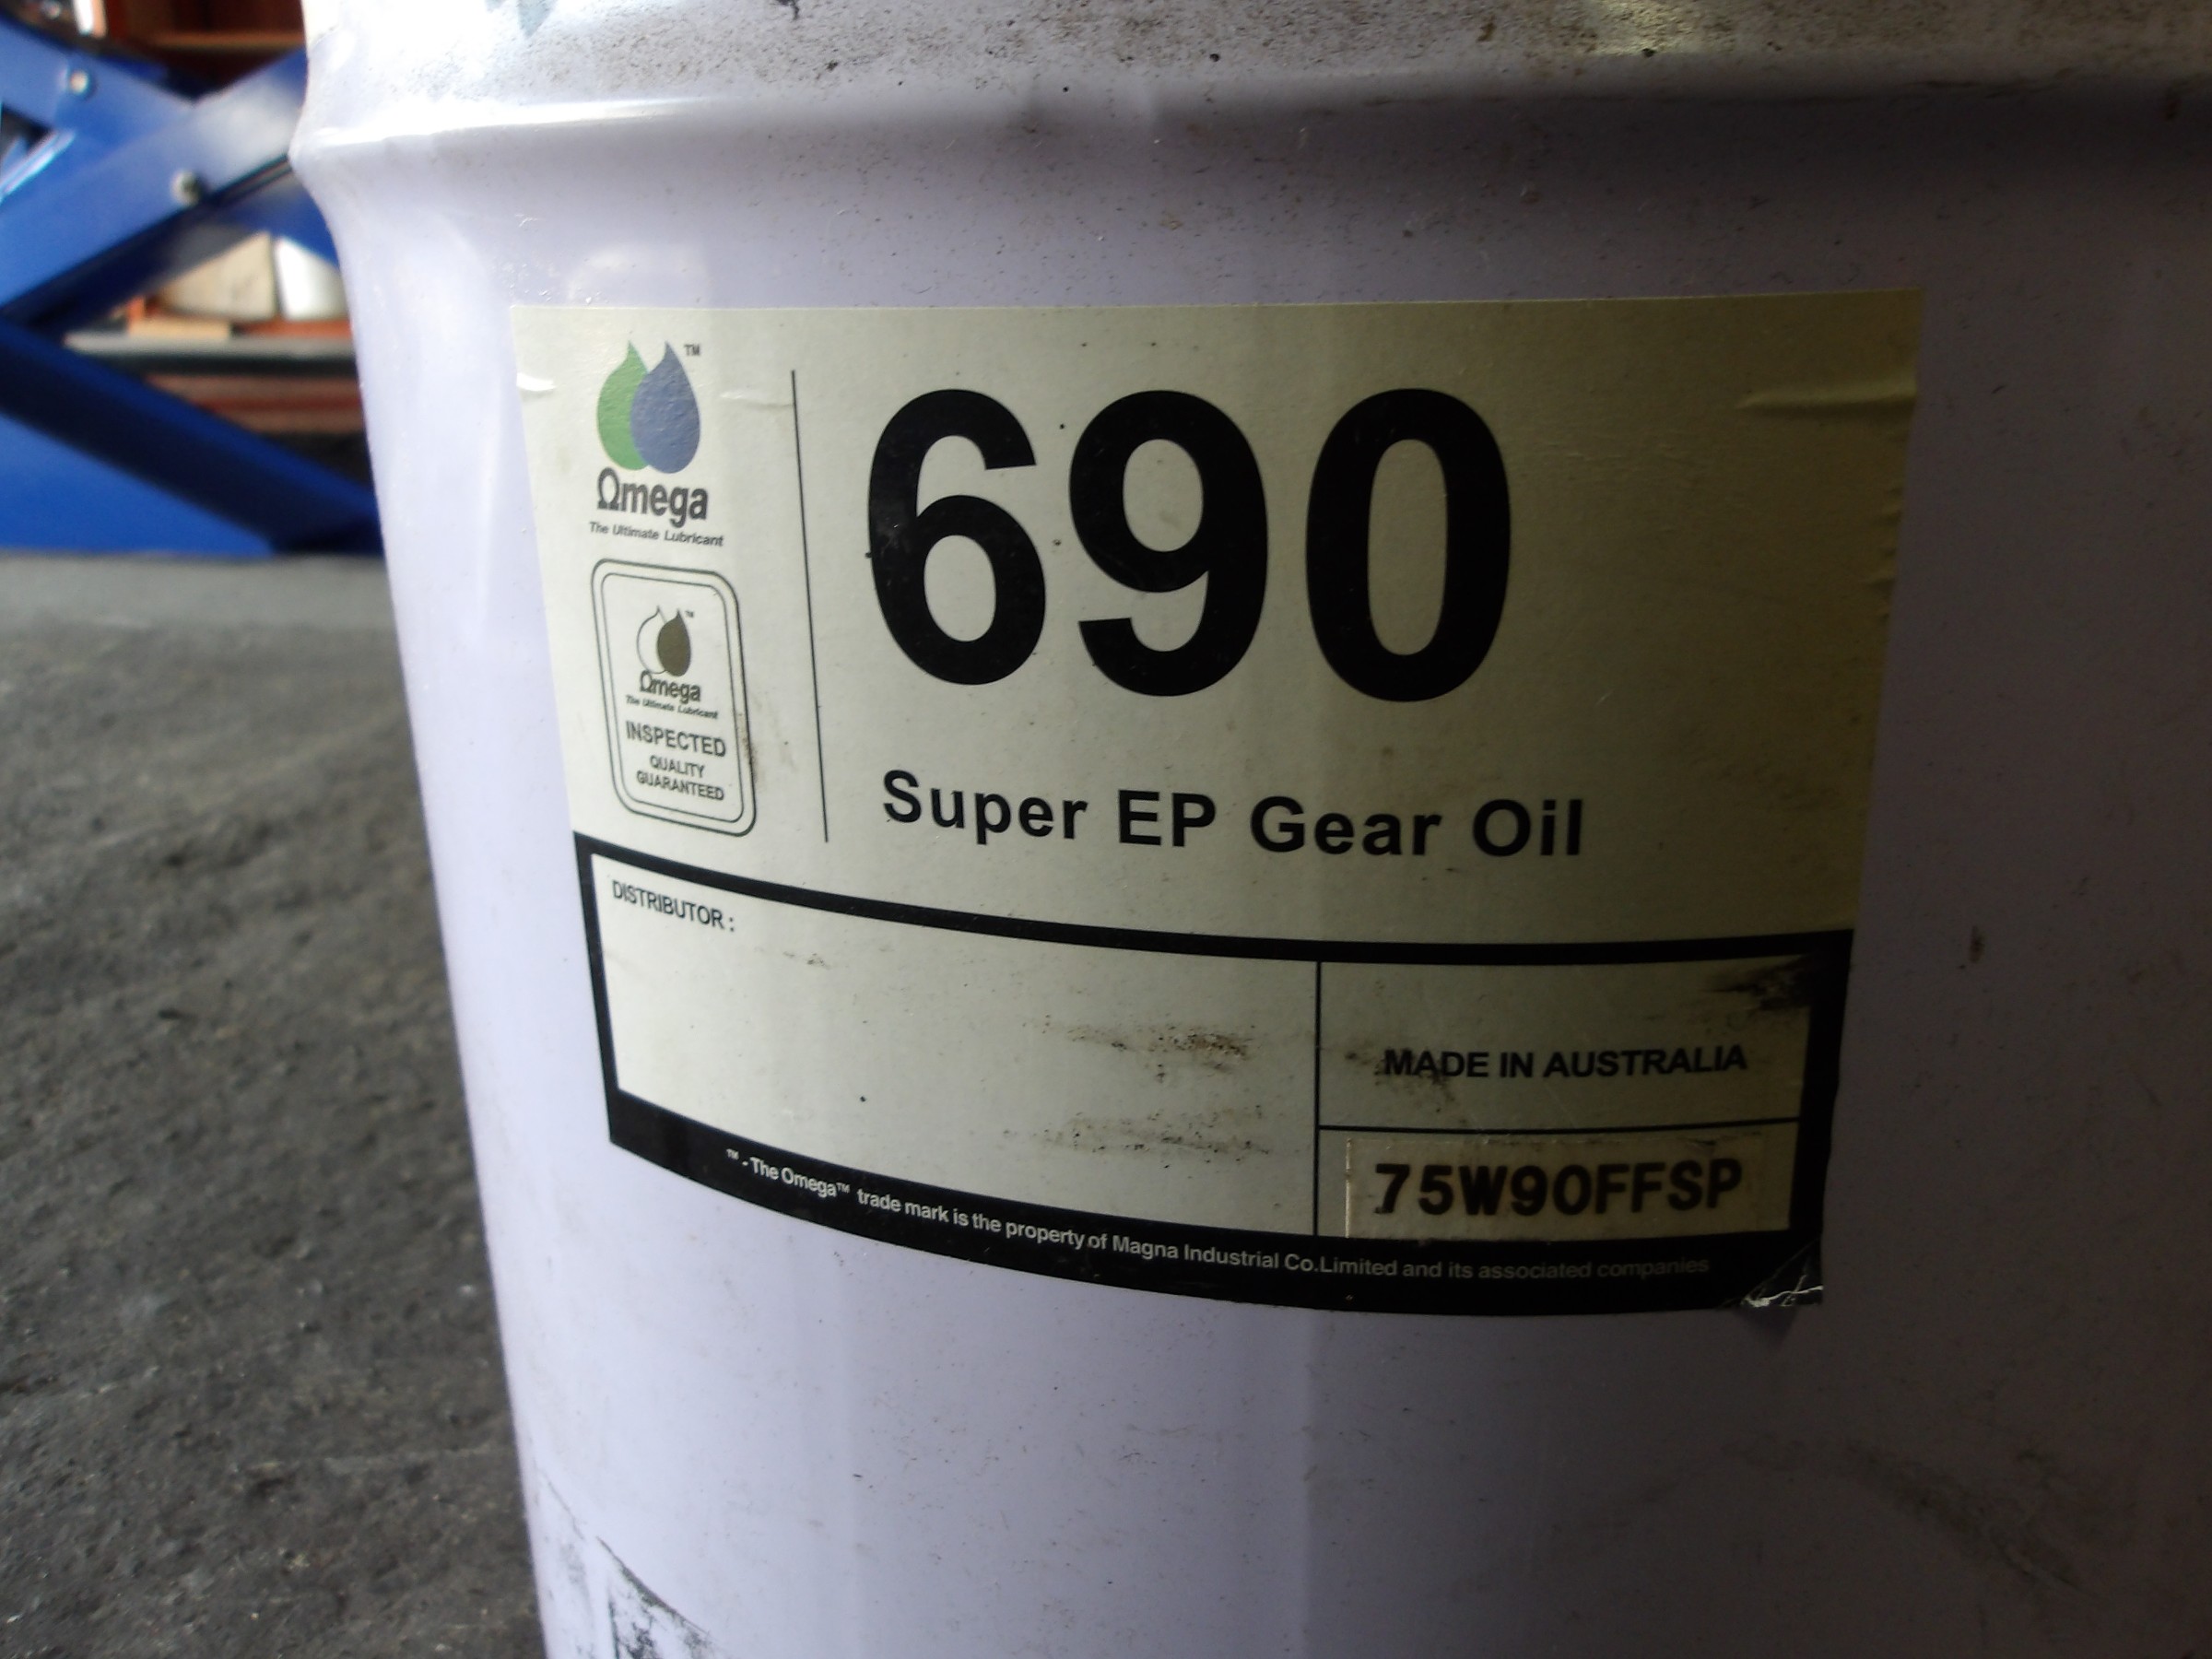 ™
Ωmega
The Ultimate Lubricant
™
Ωmega
The Ultimate Lubricant
INSPECTED
QUALITY
GUARANTEED
690
Super EP Gear Oil
DISTRIBUTOR :
MADE IN AUSTRALIA
75W90FFSP
™ - The Omega™ trade mark is the property of Magna Industrial Co.Limited and its associated companies